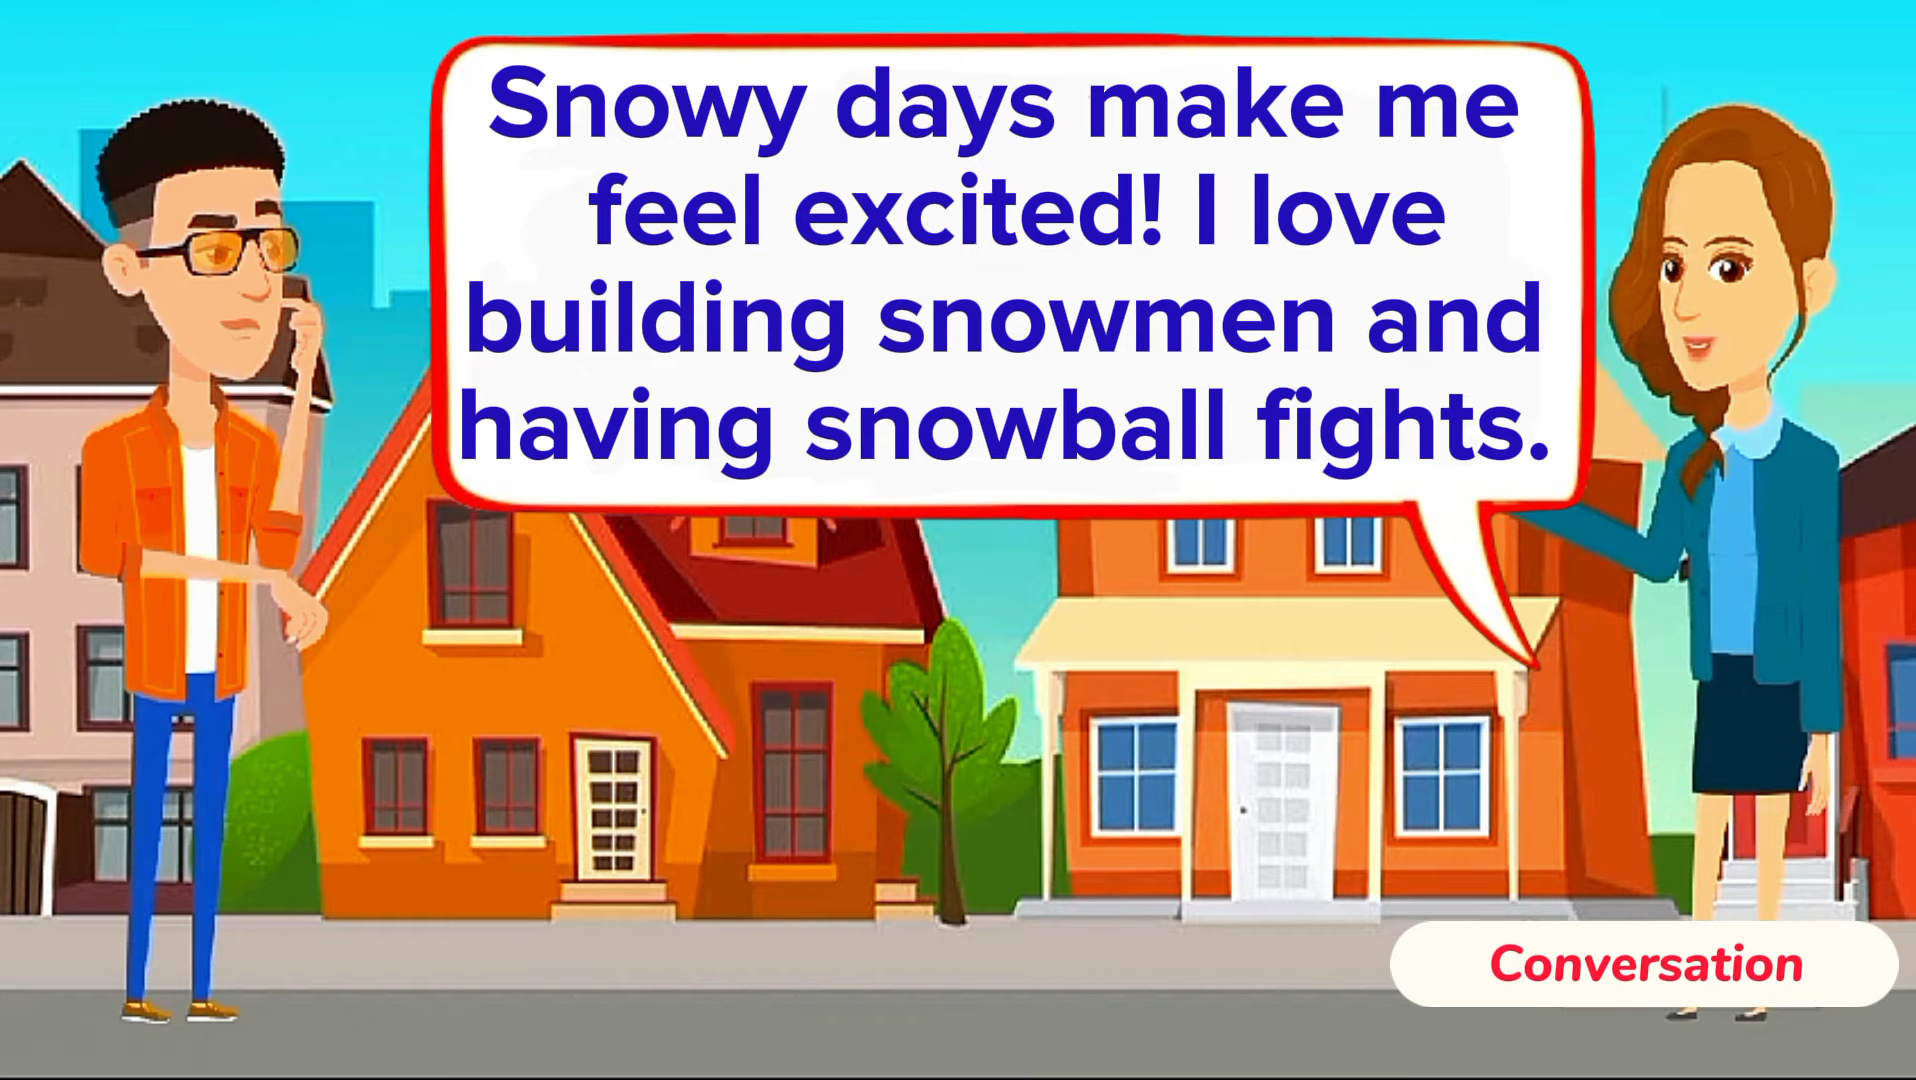 Snowy days make me
feel excited! I love
building snowmen and
having snowball fights.
Conversation